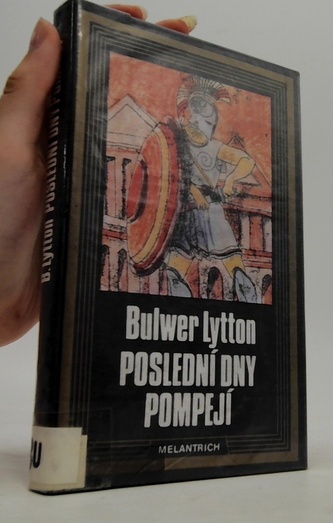 Bulwer Lytton
POSLEDNÍ DNY
POMPEJÍ
MELANTRICH
B. Lytton POSLEDNÍ DNY